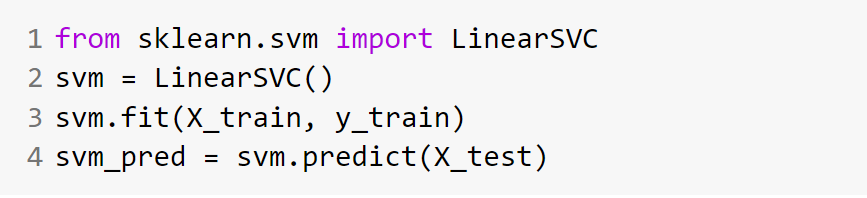 1 from sklearn.svm import LinearSVC
2 svm = LinearSVC()
3 svm.fit(X_train, y_train)
4 svm_pred = svm.predict(X_test)